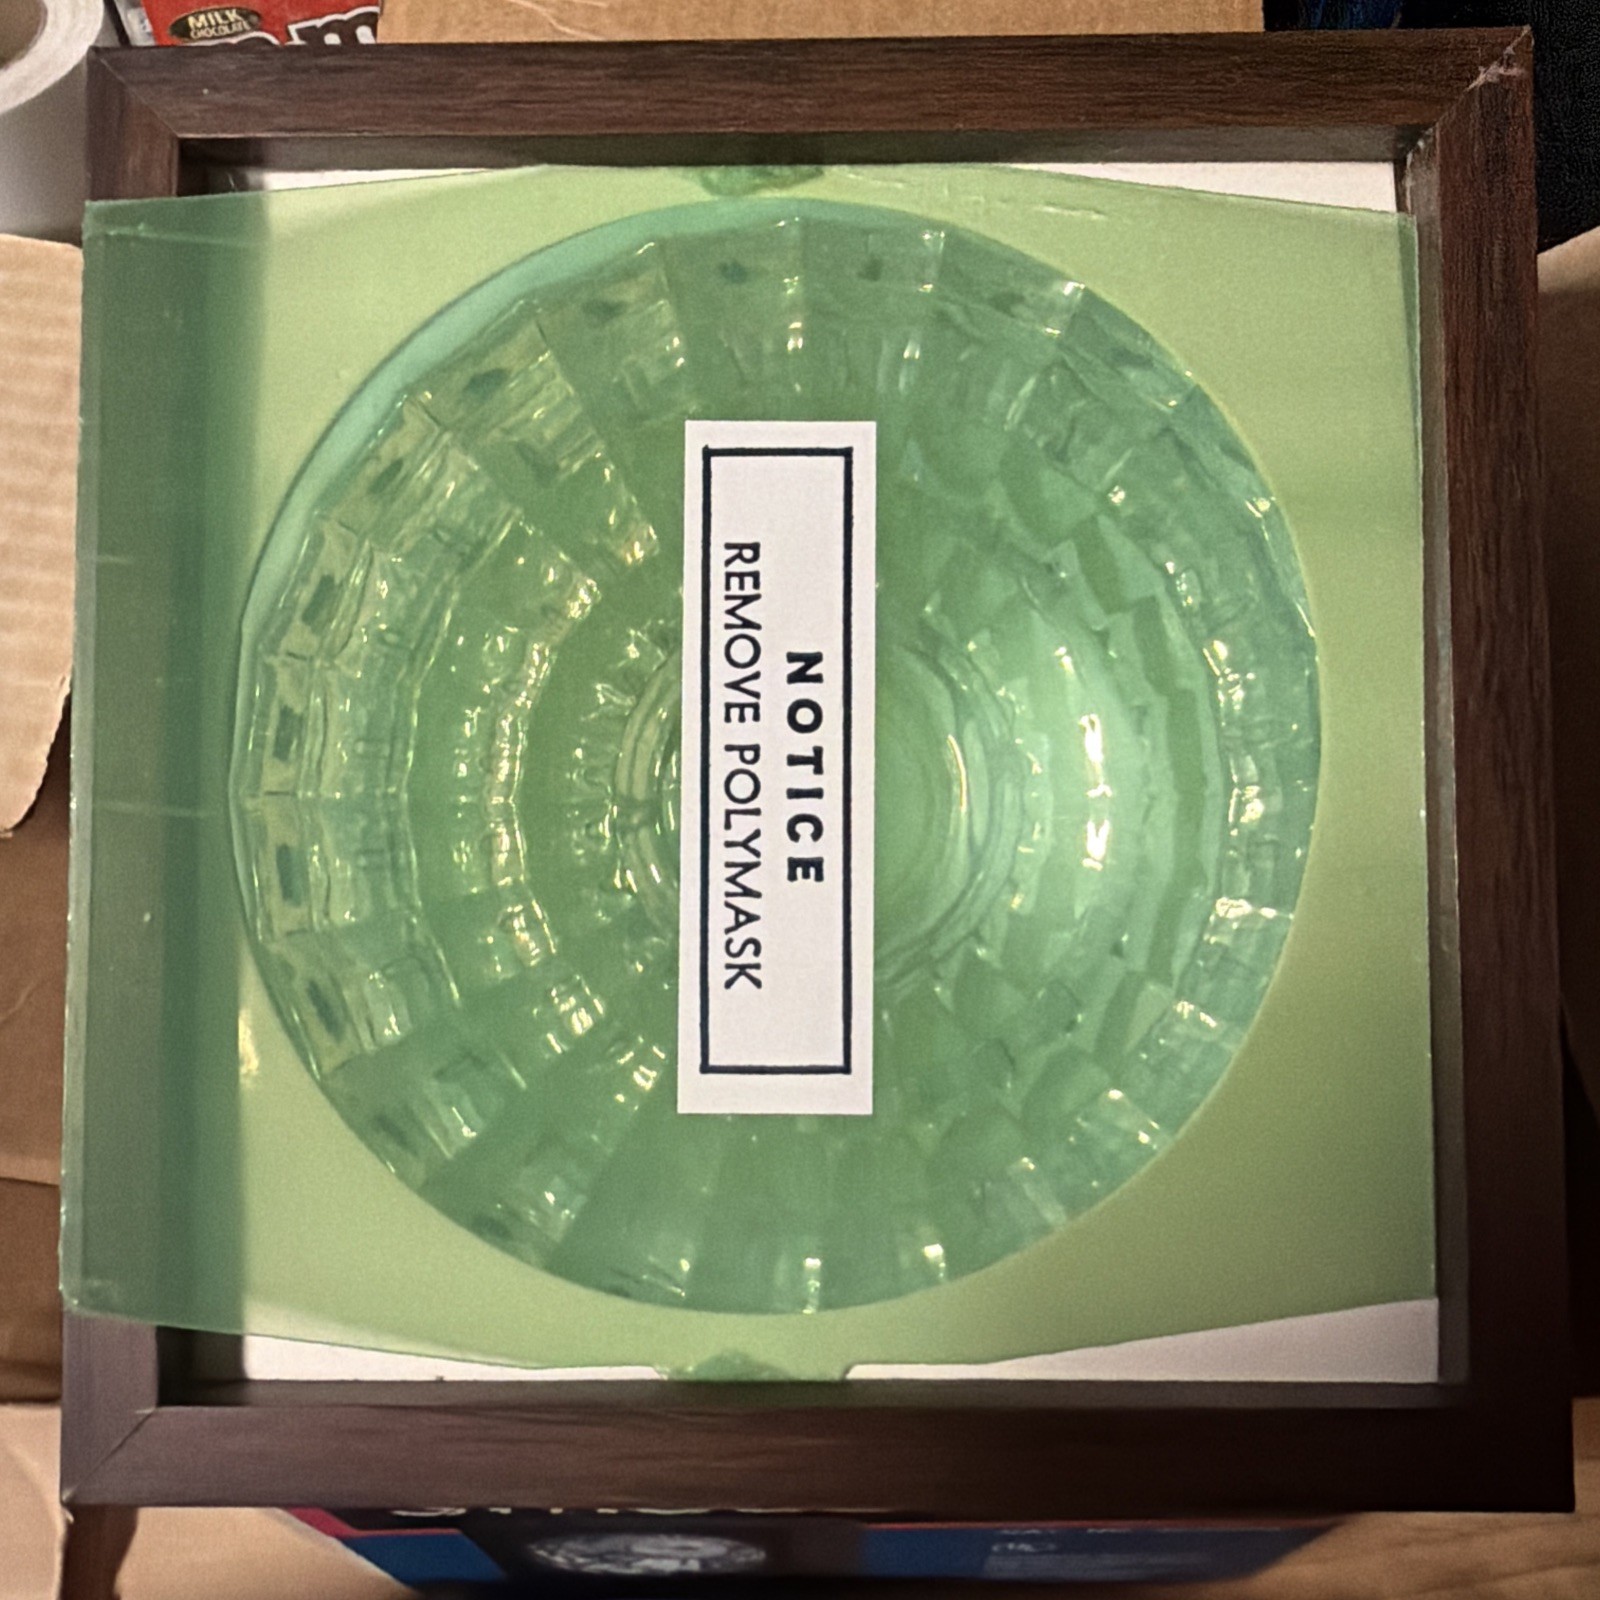 MILK
CHOCOLATE
NOTICE
REMOVE POLYMASK